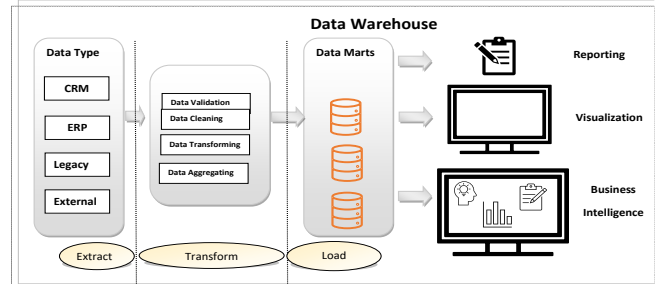 Data Warehouse
Data Type
CRM
ERP
Legacy
External
Data Validation
Data Cleaning
Data Transforming
Data Aggregating
Data Marts
Reporting
Visualization
Business
Intelligence
Extract
Transform
Load